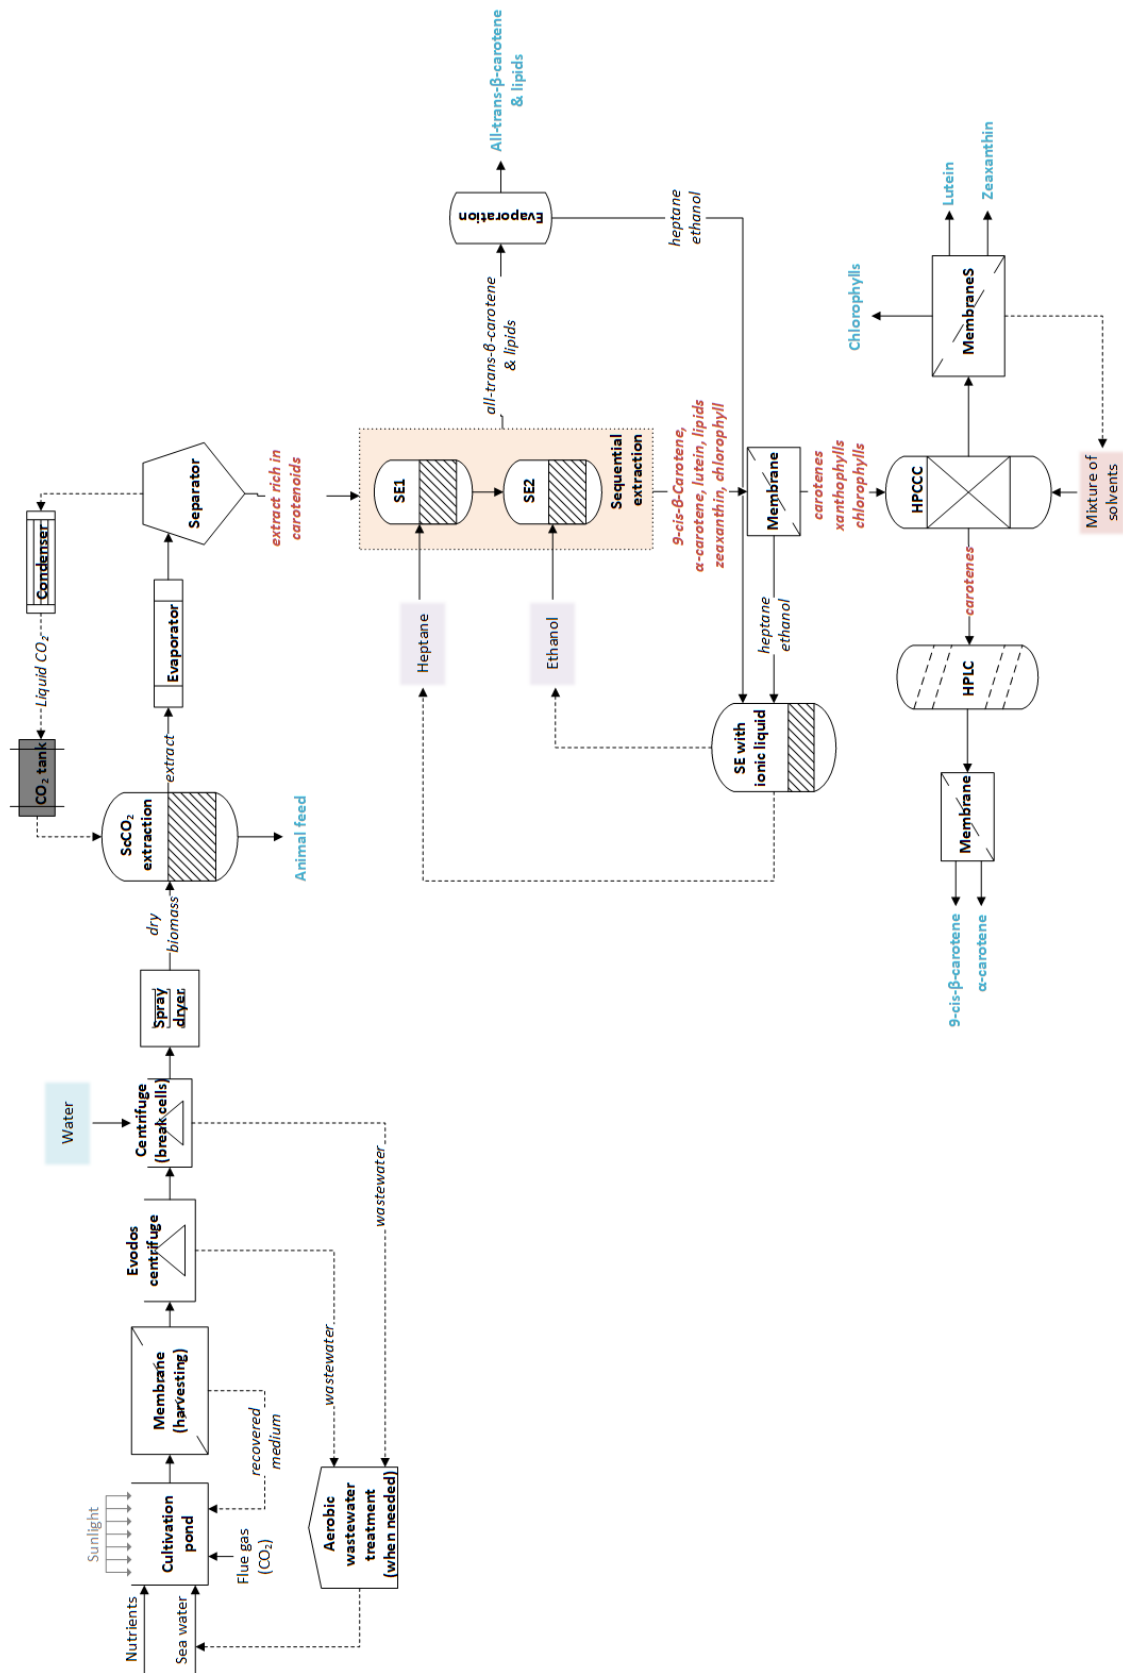 Nutrients
Sea water
Sunlight
Cultivation
pond
Flue gas
(CO₂)
recovered
medium
Membrane
(harvesting)
Evodos
centrifuge
wastewater
Aerobic
wastewater
treatment
(when needed)
Water
Centrifuge
(break cells)
wastewater
Spray
dryer
dry
biomass
ScCO₂
extraction
Animal feed
CO₂ tank
Liquid CO₂
Condenser
extract
Evaporator
Separator
extract rich in
carotenoids
Heptane
Ethanol
SE1
SE2
Sequential
extraction
all-trans-β-carotene
& lipids
Evaporation
All-trans-β-carotene
& lipids
heptane
ethanol
9-cis-β-Carotene,
α-carotene, lutein, lipids
zeaxanthin, chlorophyll
Membrane
heptane
ethanol
SE with
ionic liquid
carotenes
xanthophylls
chlorophylls
HPCCC
Mixture of
solvents
MembraneS
Chlorophylls
Lutein
Zeaxanthin
carotenes
HPLC
Membrane
9-cis-β-carotene
α-carotene